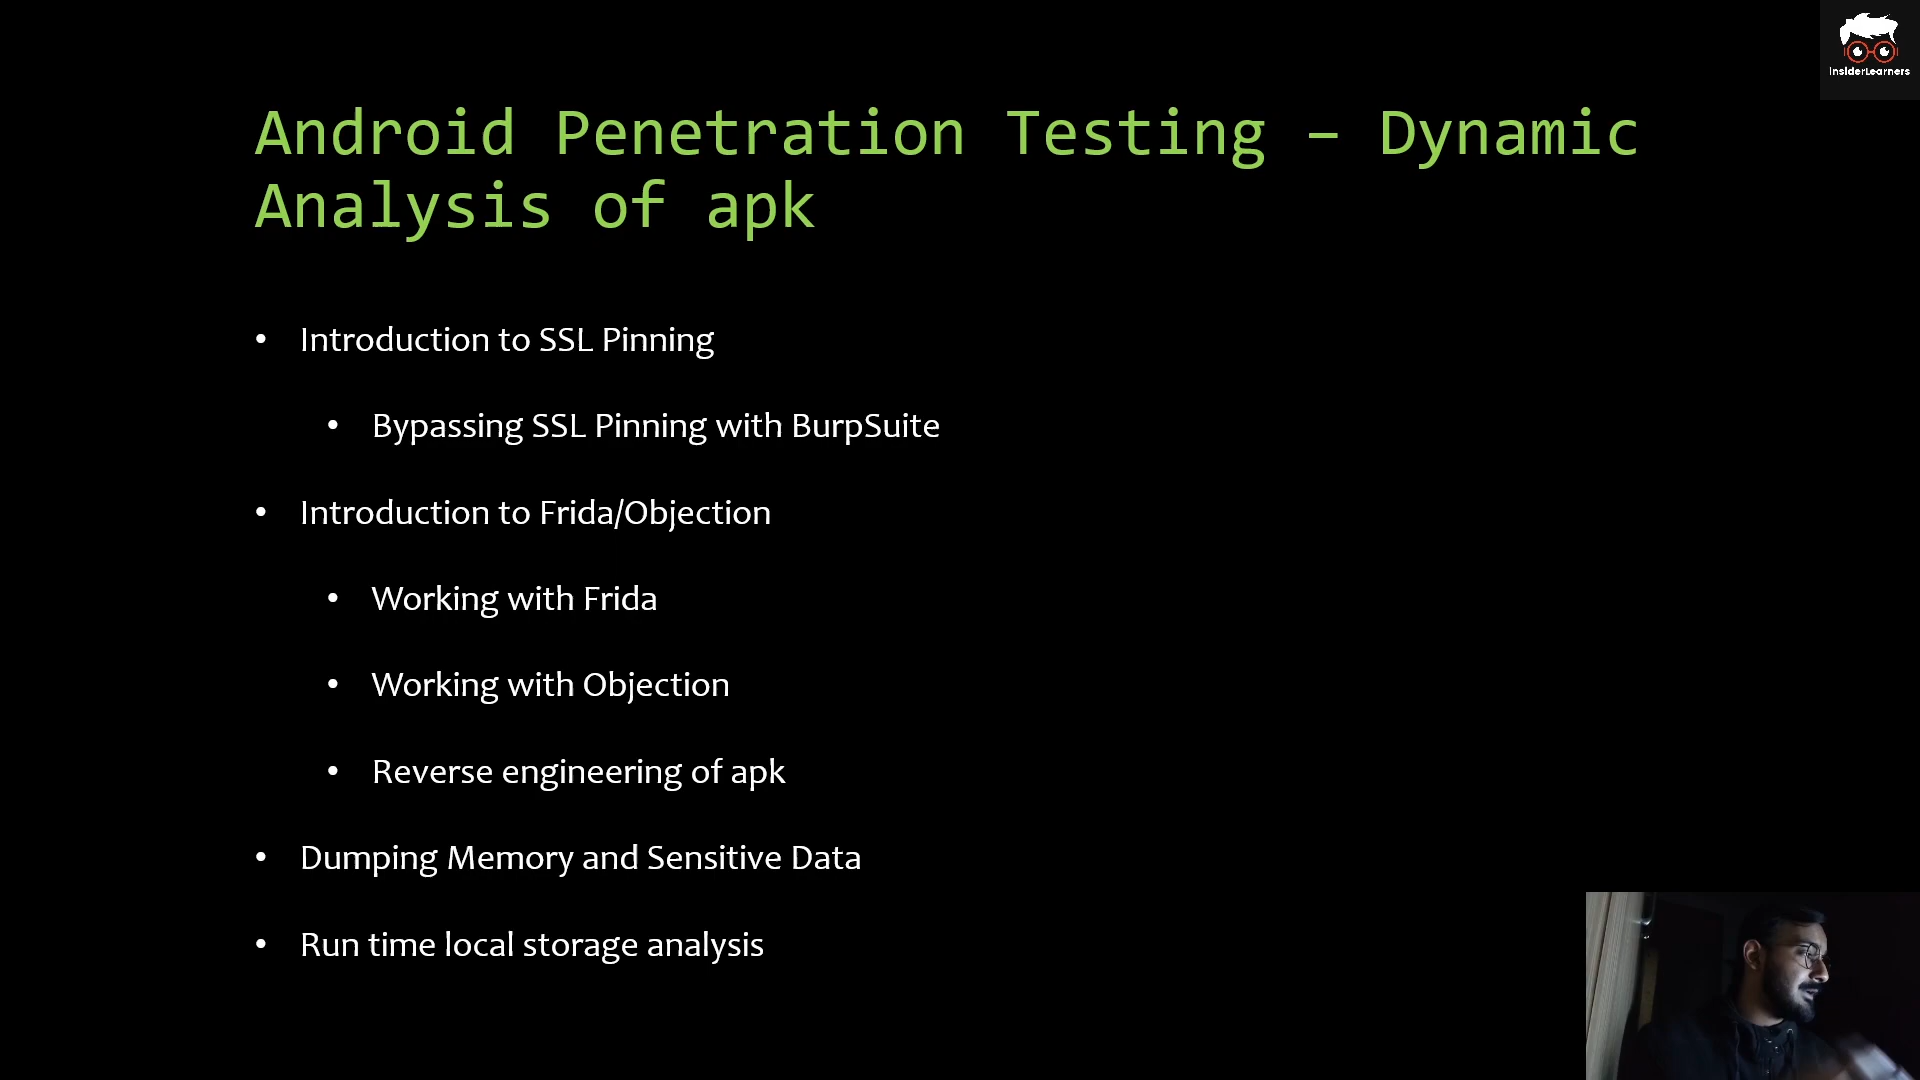 InsiderLearners
Android Penetration Testing – Dynamic
Analysis of apk
• Introduction to SSL Pinning
• Bypassing SSL Pinning with BurpSuite
• Introduction to Frida/Objection
• Working with Frida
• Working with Objection
• Reverse engineering of apk
• Dumping Memory and Sensitive Data
• Run time local storage analysis